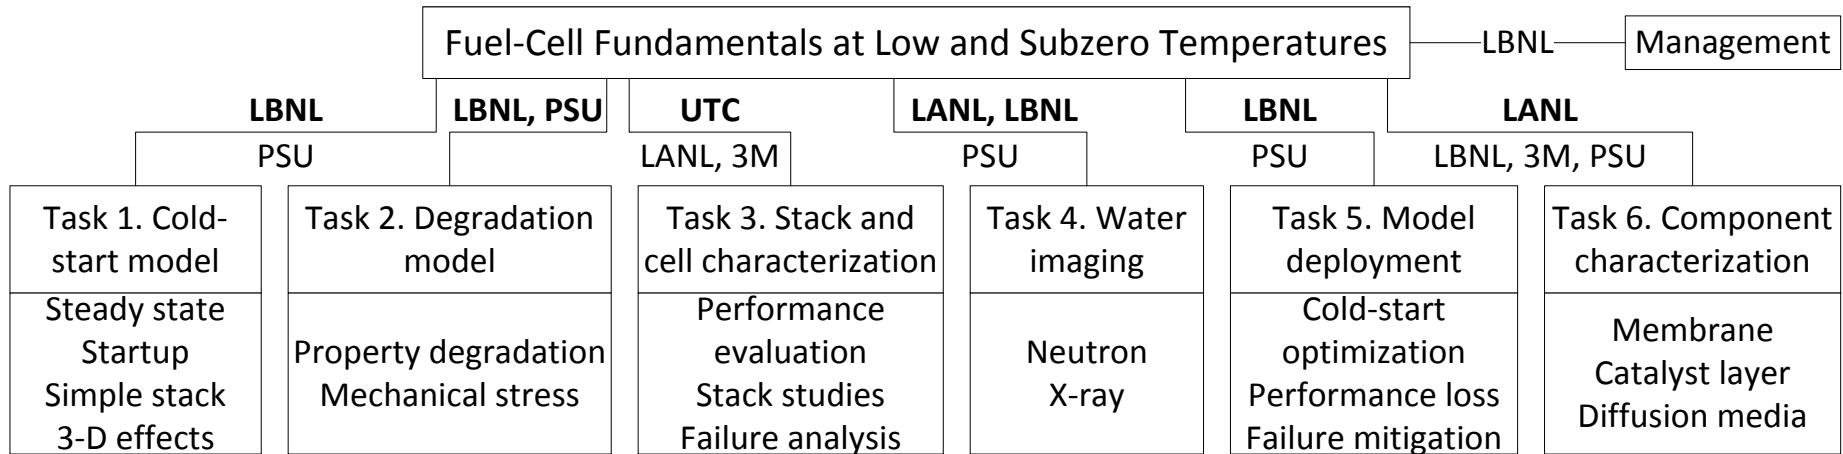 Fuel-Cell Fundamentals at Low and Subzero Temperatures
LBNL
Management
LBNL
PSU
LBNL, PSU
UTC
LANL, 3M
LANL, LBNL
PSU
LBNL
PSU
LANL
LBNL, 3M, PSU
Task 1. Cold-
start model
Steady state
Startup
Simple stack
3-D effects
Task 2. Degradation
model
Property degradation
Mechanical stress
Task 3. Stack and
cell characterization
Performance
evaluation
Stack studies
Failure analysis
Task 4. Water
imaging
Neutron
X-ray
Task 5. Model
deployment
Cold-start
optimization
Performance loss
Failure mitigation
Task 6. Component
characterization
Membrane
Catalyst layer
Diffusion media